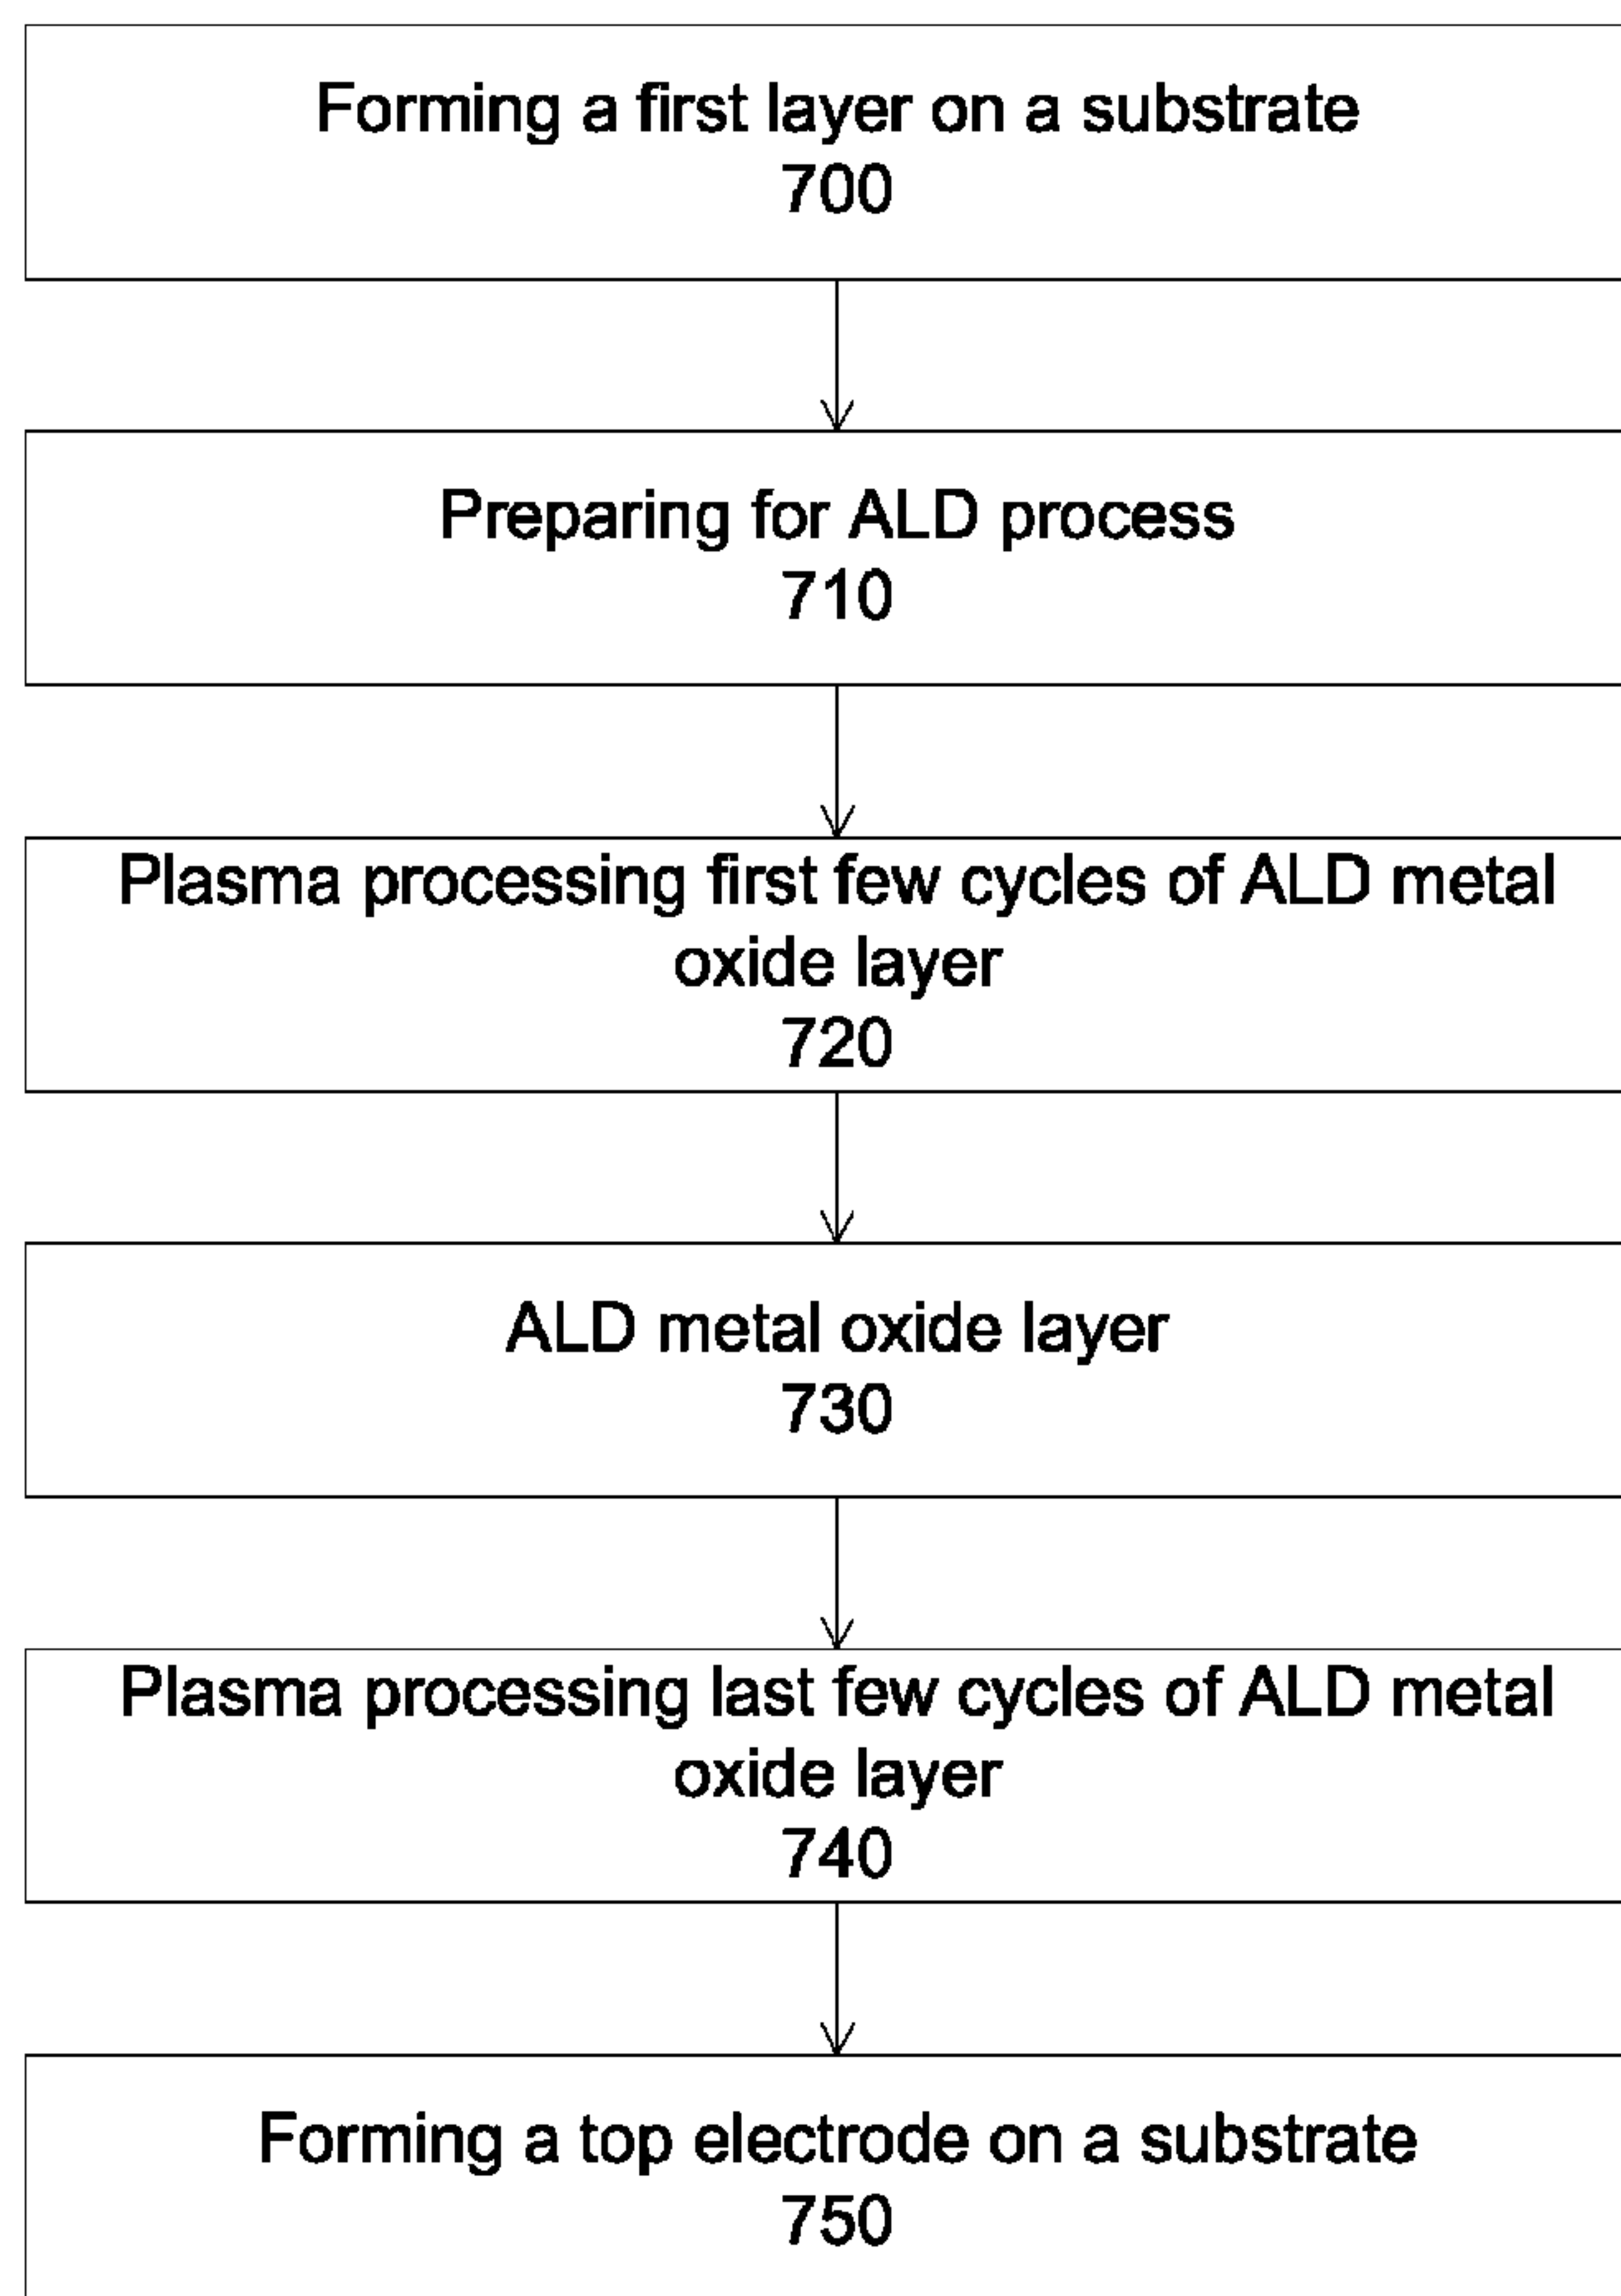 Forming a first layer on a substrate
700
Preparing for ALD process
710
Plasma processing first few cycles of ALD metal
oxide layer
720
ALD metal oxide layer
730
Plasma processing last few cycles of ALD metal
oxide layer
740
Forming a top electrode on a substrate
750